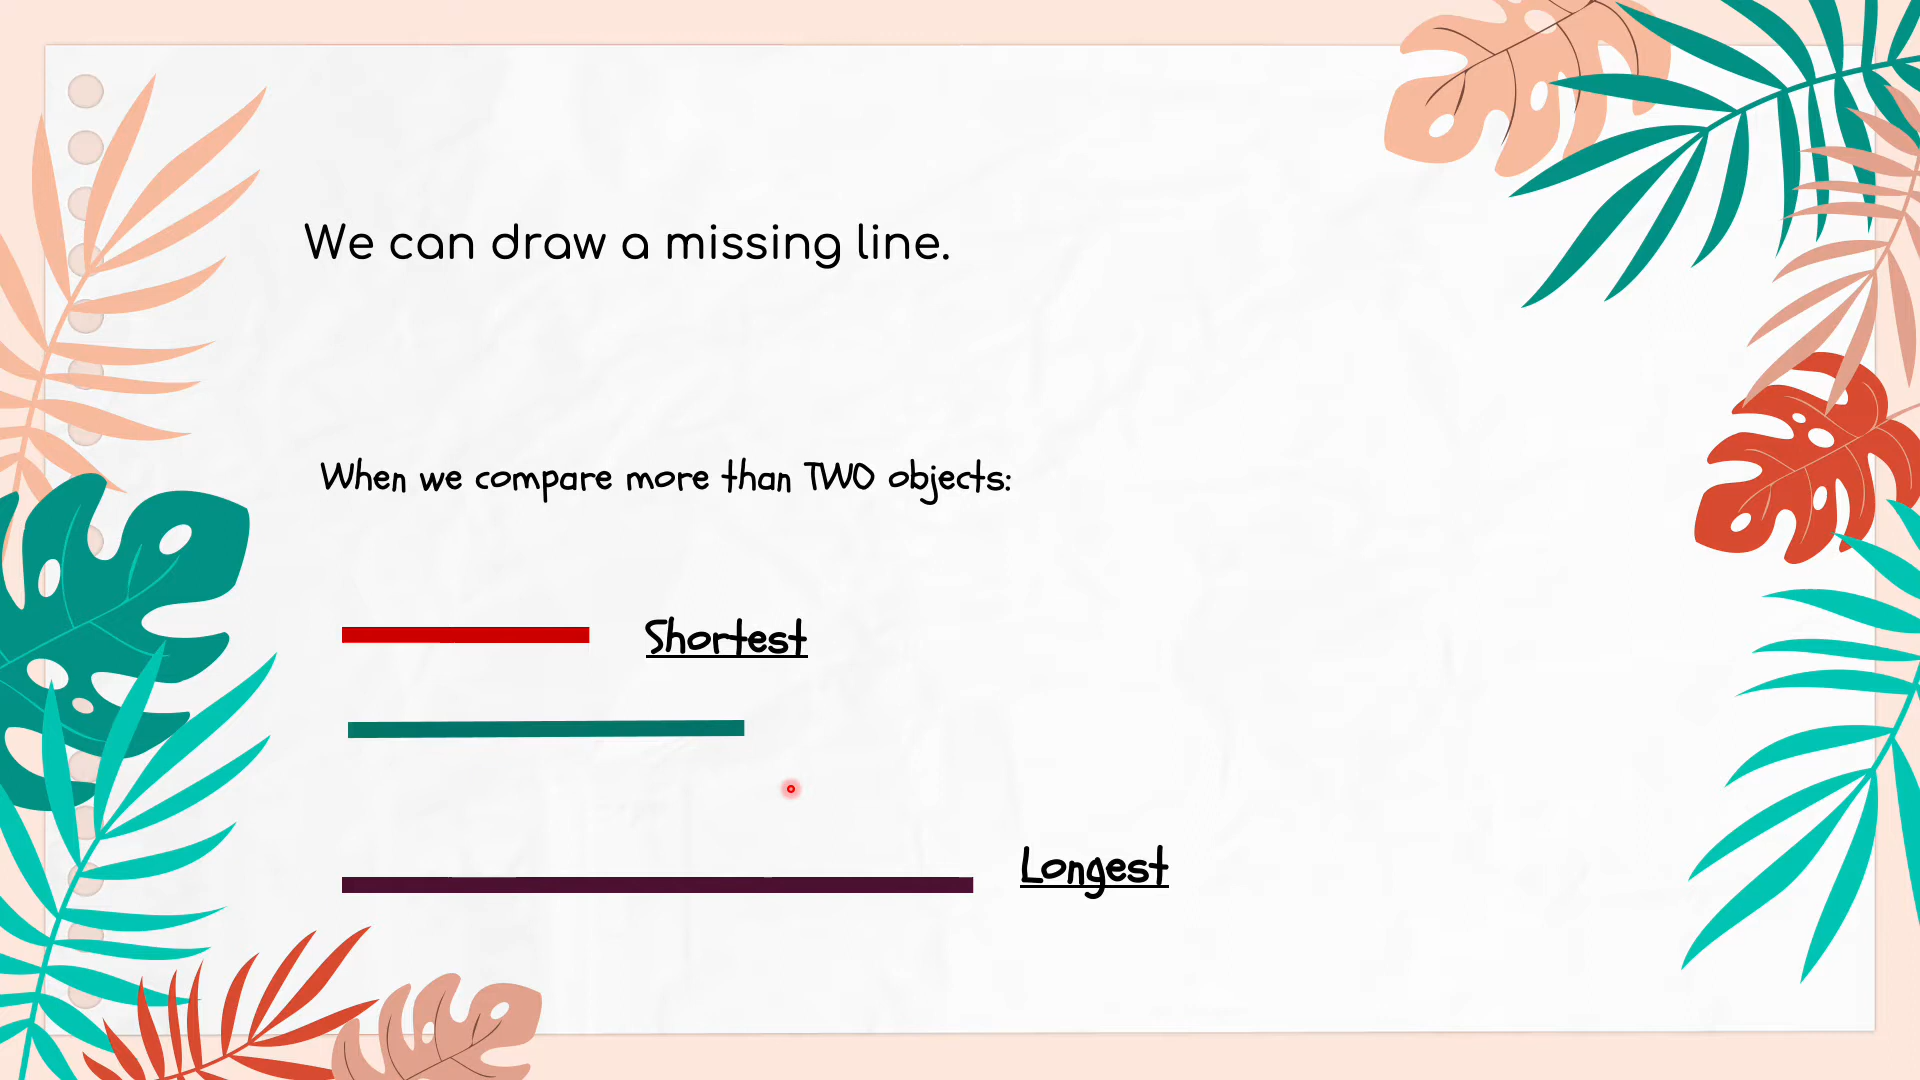 We can draw a missing line.
When we compare more than TWO objects:
Shortest
Longest